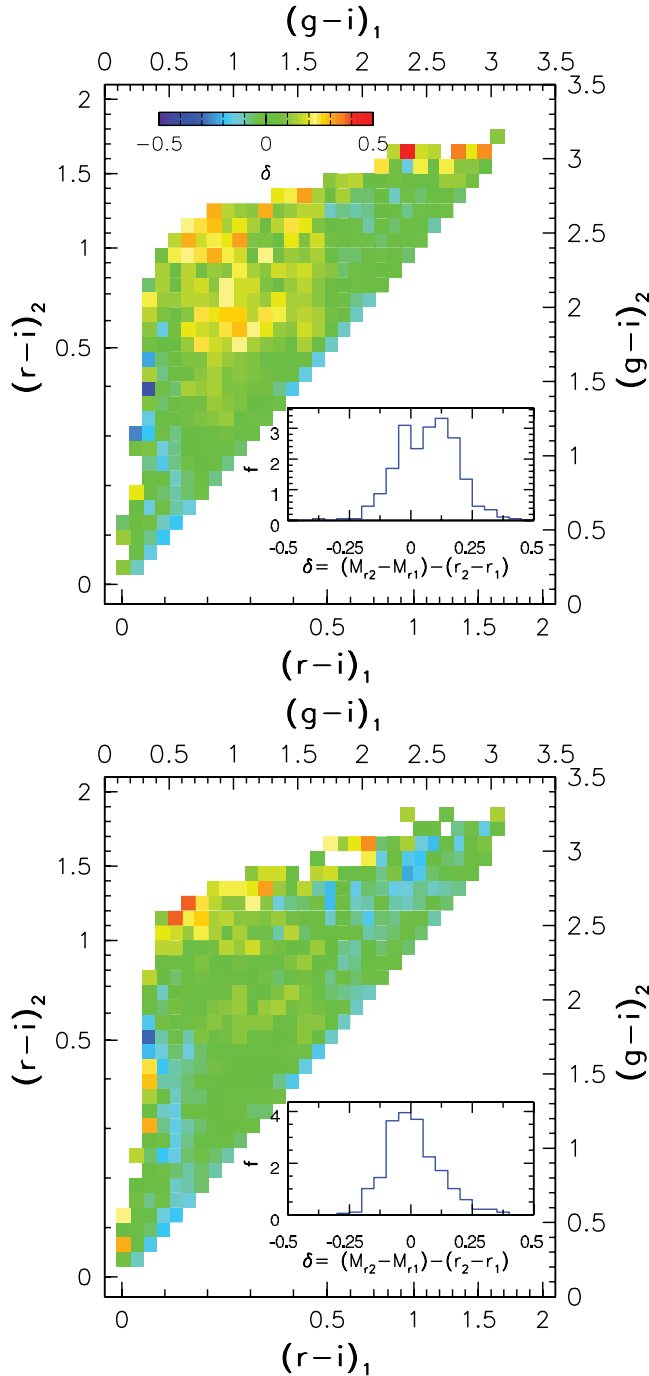 (g-i)₁
0 0.5 1 1.5 2 2.5 3 3.5
2 1.5 1 0.5 0
(r-i)₂
-0.5 0 0.5
δ
3.5 3 2.5 2 1.5 1 0.5 0
(g-i)₂
3 2 1 0
f
-0.5 -0.25 0 0.25 0.5
δ= (M_r2-M_r1)-(r₂-r₁)
0 0.5 1 1.5 2
(r-i)₁
(g-i)₁
0 0.5 1 1.5 2 2.5 3 3.5
2 1.5 1 0.5 0
(r-i)₂
3.5 3 2.5 2 1.5 1 0.5 0
(g-i)₂
4 2 0
f
-0.5 -0.25 0 0.25 0.5
δ= (M_r2-M_r1)-(r₂-r₁)
0 0.5 1 1.5 2
(r-i)₁